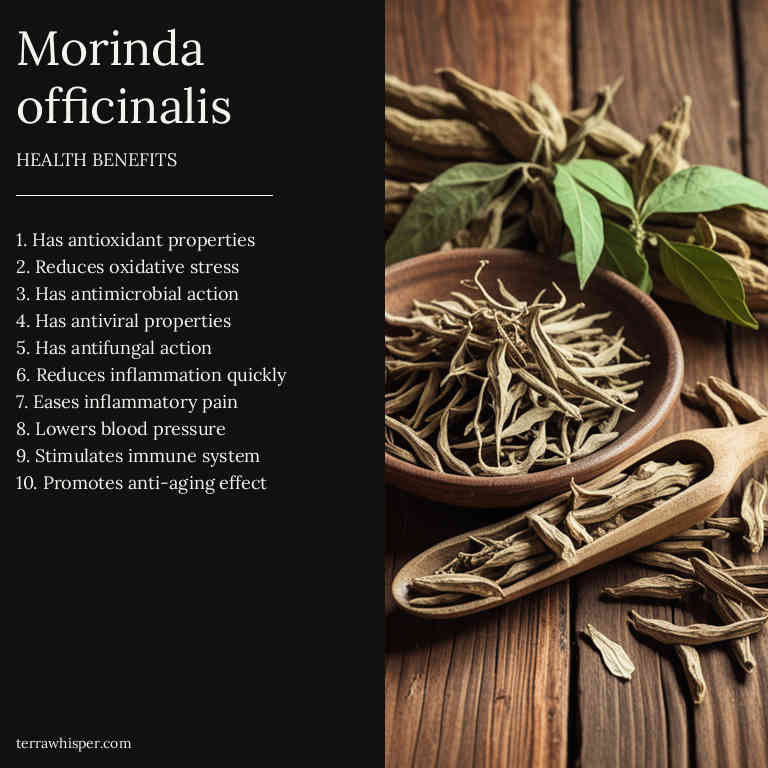 Morinda
officinalis
HEALTH BENEFITS
1. Has antioxidant properties
2. Reduces oxidative stress
3. Has antimicrobial action
4. Has antiviral properties
5. Has antifungal action
6. Reduces inflammation quickly
7. Eases inflammatory pain
8. Lowers blood pressure
9. Stimulates immune system
10. Promotes anti-aging effect
terrawhisper.com